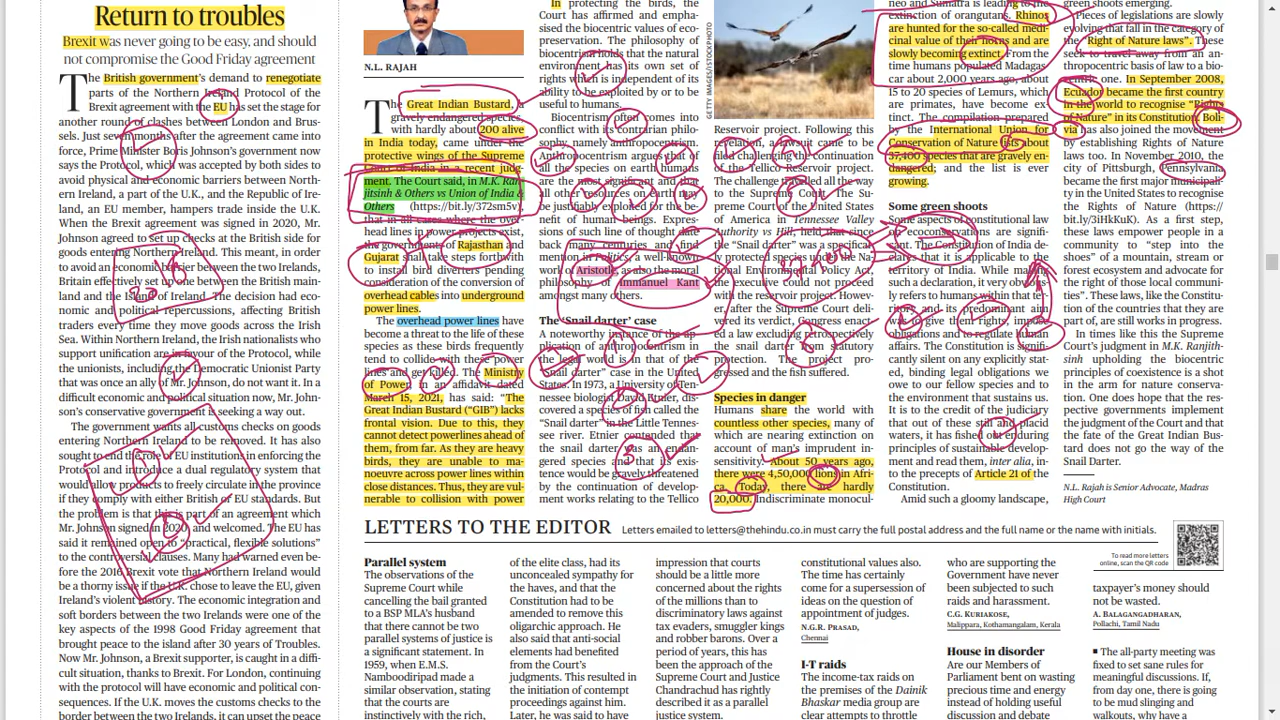 Return to troubles
Brexit was never going to be easy, and should
not compromise the Good Friday agreement
The British government's demand to renegotiate
parts of the Northern Ireland Protocol of the
Brexit agreement with the EU has set the stage for
another round of clashes between London and Brus-
sels. Just seven months after the agreement came into
force, Prime Minister Boris Johnson's government now
says the Protocol, which was accepted by both sides to
avoid physical and economic barriers between North-
ern Ireland, a part of the U.K., and the Republic of Ire-
land, an EU member, hampers trade inside the U.K.
When the Brexit agreement was signed in 2020, Mr.
Johnson agreed to set up checks at the British side for
goods entering Northern Ireland. This meant, in order
to avoid an economic barrier between the two Irelands,
Britain effectively set up one between the British main-
land and the island of Ireland. The decision had eco-
nomic and political repercussions, affecting British
traders every time they move goods across the Irish
Sea. Within Northern Ireland, the Irish nationalists who
support unification are in favour of the Protocol, while
the unionists, including the Democratic Unionist Party
that was once an ally of Mr. Johnson, do not want it. In a
difficult economic and political situation now, Mr. John-
son's conservative government is seeking a way out.
The government wants all customs checks on goods
entering Northern Ireland to be removed. It has also
sought to end the role of EU institutions in enforcing the
Protocol and introduce a dual regulatory system that
would allow products to freely circulate in the province
if they comply with either British or EU standards. But
the problem is that this is part of an agreement which
Mr. Johnson signed in 2020, and welcomed. The EU has
said it remained open to "practical, flexible solutions"
to the controversial clauses. Many had warned even be-
fore the 2016 Brexit vote that Northern Ireland would
be a thorny issue if the U.K. chose to leave the EU, given
Ireland's violent history. The economic integration and
soft borders between the two Irelands were one of the
key aspects of the 1998 Good Friday agreement that
brought peace to the island after 30 years of Troubles.
Now Mr. Johnson, a Brexit supporter, is caught in a diffi-
cult situation, thanks to Brexit. For London, continuing
with the protocol will have economic and political con-
sequences. If the U.K. moves the customs checks to the
border between the two Irelands, it can upset the peace
N.L. RAJAH
The Great Indian Bustard, a
gravely endangered species,
with hardly about 200 alive
in India today, came under the
protective wings of the Supreme
Court of India in a recent judg-
ment. The Court said, in M.K. Ran-
jitsinh & Others vs Union of India &
Others (https://bit.ly/372sm5v),
that in all cases where the over-
head lines in power projects exist,
the governments of Rajasthan and
Gujarat shall take steps forthwith
to install bird diverters pending
consideration of the conversion of
overhead cables into underground
power lines.
The overhead power lines have
become a threat to the life of these
species as these birds frequently
tend to collide with these power
lines and get killed. The Ministry
of Power, in an affidavit dated
March 15, 2021, has said: "The
Great Indian Bustard ("GIB") lacks
frontal vision. Due to this, they
cannot detect powerlines ahead of
them, from far. As they are heavy
birds, they are unable to ma-
noeuvre across power lines within
close distances. Thus, they are vul-
nerable to collision with power
In protecting the birds, the
Court has affirmed and empha-
sised the biocentric values of eco-
preservation. The philosophy of
biocentrism holds that the natural
environment has its own set of
rights which is independent of its
ability to be exploited by or to be
useful to humans.
Biocentrism often comes into
conflict with its contrarian philo-
sophy, namely anthropocentrism.
Anthropocentrism argues that of
all the species on earth humans
are the most significant and that
all other resources on earth may
be justifiably exploited for the be-
nefit of human beings. Expres-
sions of such line of thought date
back many centuries and find
mention in Politics, a well-known
work of Aristotle, as also the moral
philosophy of Immanuel Kant
amongst many others.
The 'Snail darter' case
A noteworthy instance of the ap-
plication of anthropocentrism in
the legal world is in that of the
"Snail darter" case in the United
States. In 1973, a University of Ten-
nessee biologist David Etnier, dis-
covered a species of fish called the
"Snail darter" in the Little Tennes-
see river. Etnier contended that
the snail darter was an endan-
gered species and that its exis-
tence would be gravely threatened
by the continuation of develop-
ment works relating to the Tellico
GETTY IMAGES/ISTOCKPHOTO
Reservoir project. Following this
revelation, a lawsuit came to be
filed challenging the continuation
of the Tellico Reservoir project.
The challenge travelled all the way
to the Supreme Court. The Su-
preme Court of the United States
of America in Tennessee Valley
Authority vs Hill, held that since
the "Snail darter" was a specifical-
ly protected species under the Na-
tional Environmental Policy Act,
the executive could not proceed
with the reservoir project. Howev-
er, after the Supreme Court deli-
vered its verdict, Congress enact-
ed a law excluding retrospectively
the snail darter from statutory
protection. The project pro-
gressed and the fish suffered.
Species in danger
Humans share the world with
countless other species, many of
which are nearing extinction on
account of man's imprudent in-
sensitivity. About 50 years ago,
there were 4,50,000 lions in Afri-
ca. Today, there are hardly
20,000. Indiscriminate monocul-
neo and Sumatra is leading to the
extinction of orangutans. Rhinos
are hunted for the so-called medi-
cinal value of their horns and are
slowly becoming extinct. From the
time humans populated Madagas-
car about 2,000 years ago, about
15 to 20 species of Lemurs, which
are primates, have become ex-
tinct. The compilation prepared
by the International Union for
Conservation of Nature lists about
37,400 species that are gravely en-
dangered; and the list is ever
growing.
Some green shoots
Some aspects of constitutional law
on ecoconservations are signifi-
cant. The Constitution of India de-
clares that it is applicable to the
territory of India. While making
such a declaration, it very obvious-
ly refers to humans within that ter-
ritory and its predominant aim
was to give them rights, impose
obligations and to regulate human
affairs. The Constitution is signifi-
cantly silent on any explicitly stat-
ed, binding legal obligations we
owe to our fellow species and to
the environment that sustains us.
It is to the credit of the judiciary
that out of these still and placid
waters, it has fished out enduring
principles of sustainable develop-
ment and read them, inter alia, in-
to the precepts of Article 21 of the
Constitution.
Amid such a gloomy landscape,
green shoots emerging.
Pieces of legislations are slowly
evolving that fall in the category of
the "Right of Nature laws". These
seek to travel away from an an-
thropocentric basis of law to a bio-
centric one. In September 2008,
Ecuador became the first country
in the world to recognise "Rights
of Nature" in its Constitution. Boli-
via has also joined the movement
by establishing Rights of Nature
laws too. In November 2010, the
city of Pittsburgh, Pennsylvania,
became the first major municipal-
ity in the United States to recognise
the Rights of Nature (https://
bit.ly/3iHkKuK). As a first step,
these laws empower people in a
community to "step into the
shoes" of a mountain, stream or
forest ecosystem and advocate for
the right of those local communi-
ties". These laws, like the Constitu-
tion of the countries that they are
part of, are still works in progress.
In times like this the Supreme
Court's judgment in M.K. Ranjith-
sinh upholding the biocentric
principles of coexistence is a shot
in the arm for nature conserva-
tion. One does hope that the res-
pective governments implement
the judgment of the Court and that
the fate of the Great Indian Bus-
tard does not go the way of the
Snail Darter.
N.L. Rajah is Senior Advocate, Madras
High Court
LETTERS TO THE EDITOR Letters emailed to letters@thehindu.co.in must carry the full postal address and the full name or the name with initials.
To read more letters
online, scan the QR code
Parallel system
The observations of the
Supreme Court while
cancelling the bail granted
to a BSP MLA's husband
that there cannot be two
parallel systems of justice is
a significant statement. In
1959, when E.M.S.
Namboodiripad made a
similar observation, stating
that the courts are
instinctively with the rich,
of the elite class, had its
unconcealed sympathy for
the haves, and that the
Constitution had to be
amended to remove this
oligarchic approach. He
also said that anti-social
elements had benefited
from the Court's
judgments. This resulted in
the initiation of contempt
proceedings against him.
Later, he was said to have
impression that courts
should be a little more
concerned about the rights
of the millions than to
discriminatory laws against
tax evaders, smuggler kings
and robber barons. Over a
period of years, this has
been the approach of the
Supreme Court and Justice
Chandrachud has rightly
described it as a parallel
justice system.
constitutional values also.
The time has certainly
come for a supersession of
ideas on the question of
appointment of judges.
N.G.R. PRASAD,
Chennai
I-T raids
The income-tax raids on
the premises of the Dainik
Bhaskar media group are
clear attempts to throttle
who are supporting the
Government have never
been subjected to such
raids and harassment.
C.G. KURIAKOSE,
Malippara, Kothamangalam, Kerala
House in disorder
Are our Members of
Parliament bent on wasting
precious time and energy
instead of holding useful
discussion and debate
taxpayer's money should
not be wasted.
A. BALAGANGADHARAN,
Pollachi, Tamil Nadu
■ The all-party meeting was
fixed to set sane rules for
meaningful discussions. If,
from day one, there is going
to be mud slinging and
walkouts, why have a